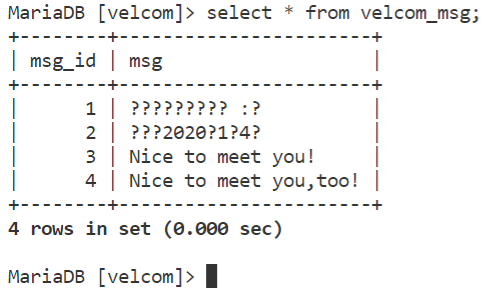 MariaDB [velcom]> select * from velcom_msg;
+--------+-----------------------+
| msg_id | msg                   |
+--------+-----------------------+
|      1 | ????????? :?          |
|      2 | ???2020?1?4?          |
|      3 | Nice to meet you!     |
|      4 | Nice to meet you,too! |
+--------+-----------------------+
4 rows in set (0.000 sec)
MariaDB [velcom]>